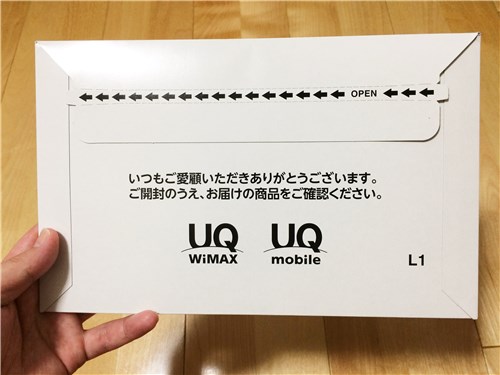 OPEN
いつもご愛顧いただきありがとうございます。
ご開封のうえ、お届けの商品をご確認ください。
UQ WiMAX
UQ mobile
L1